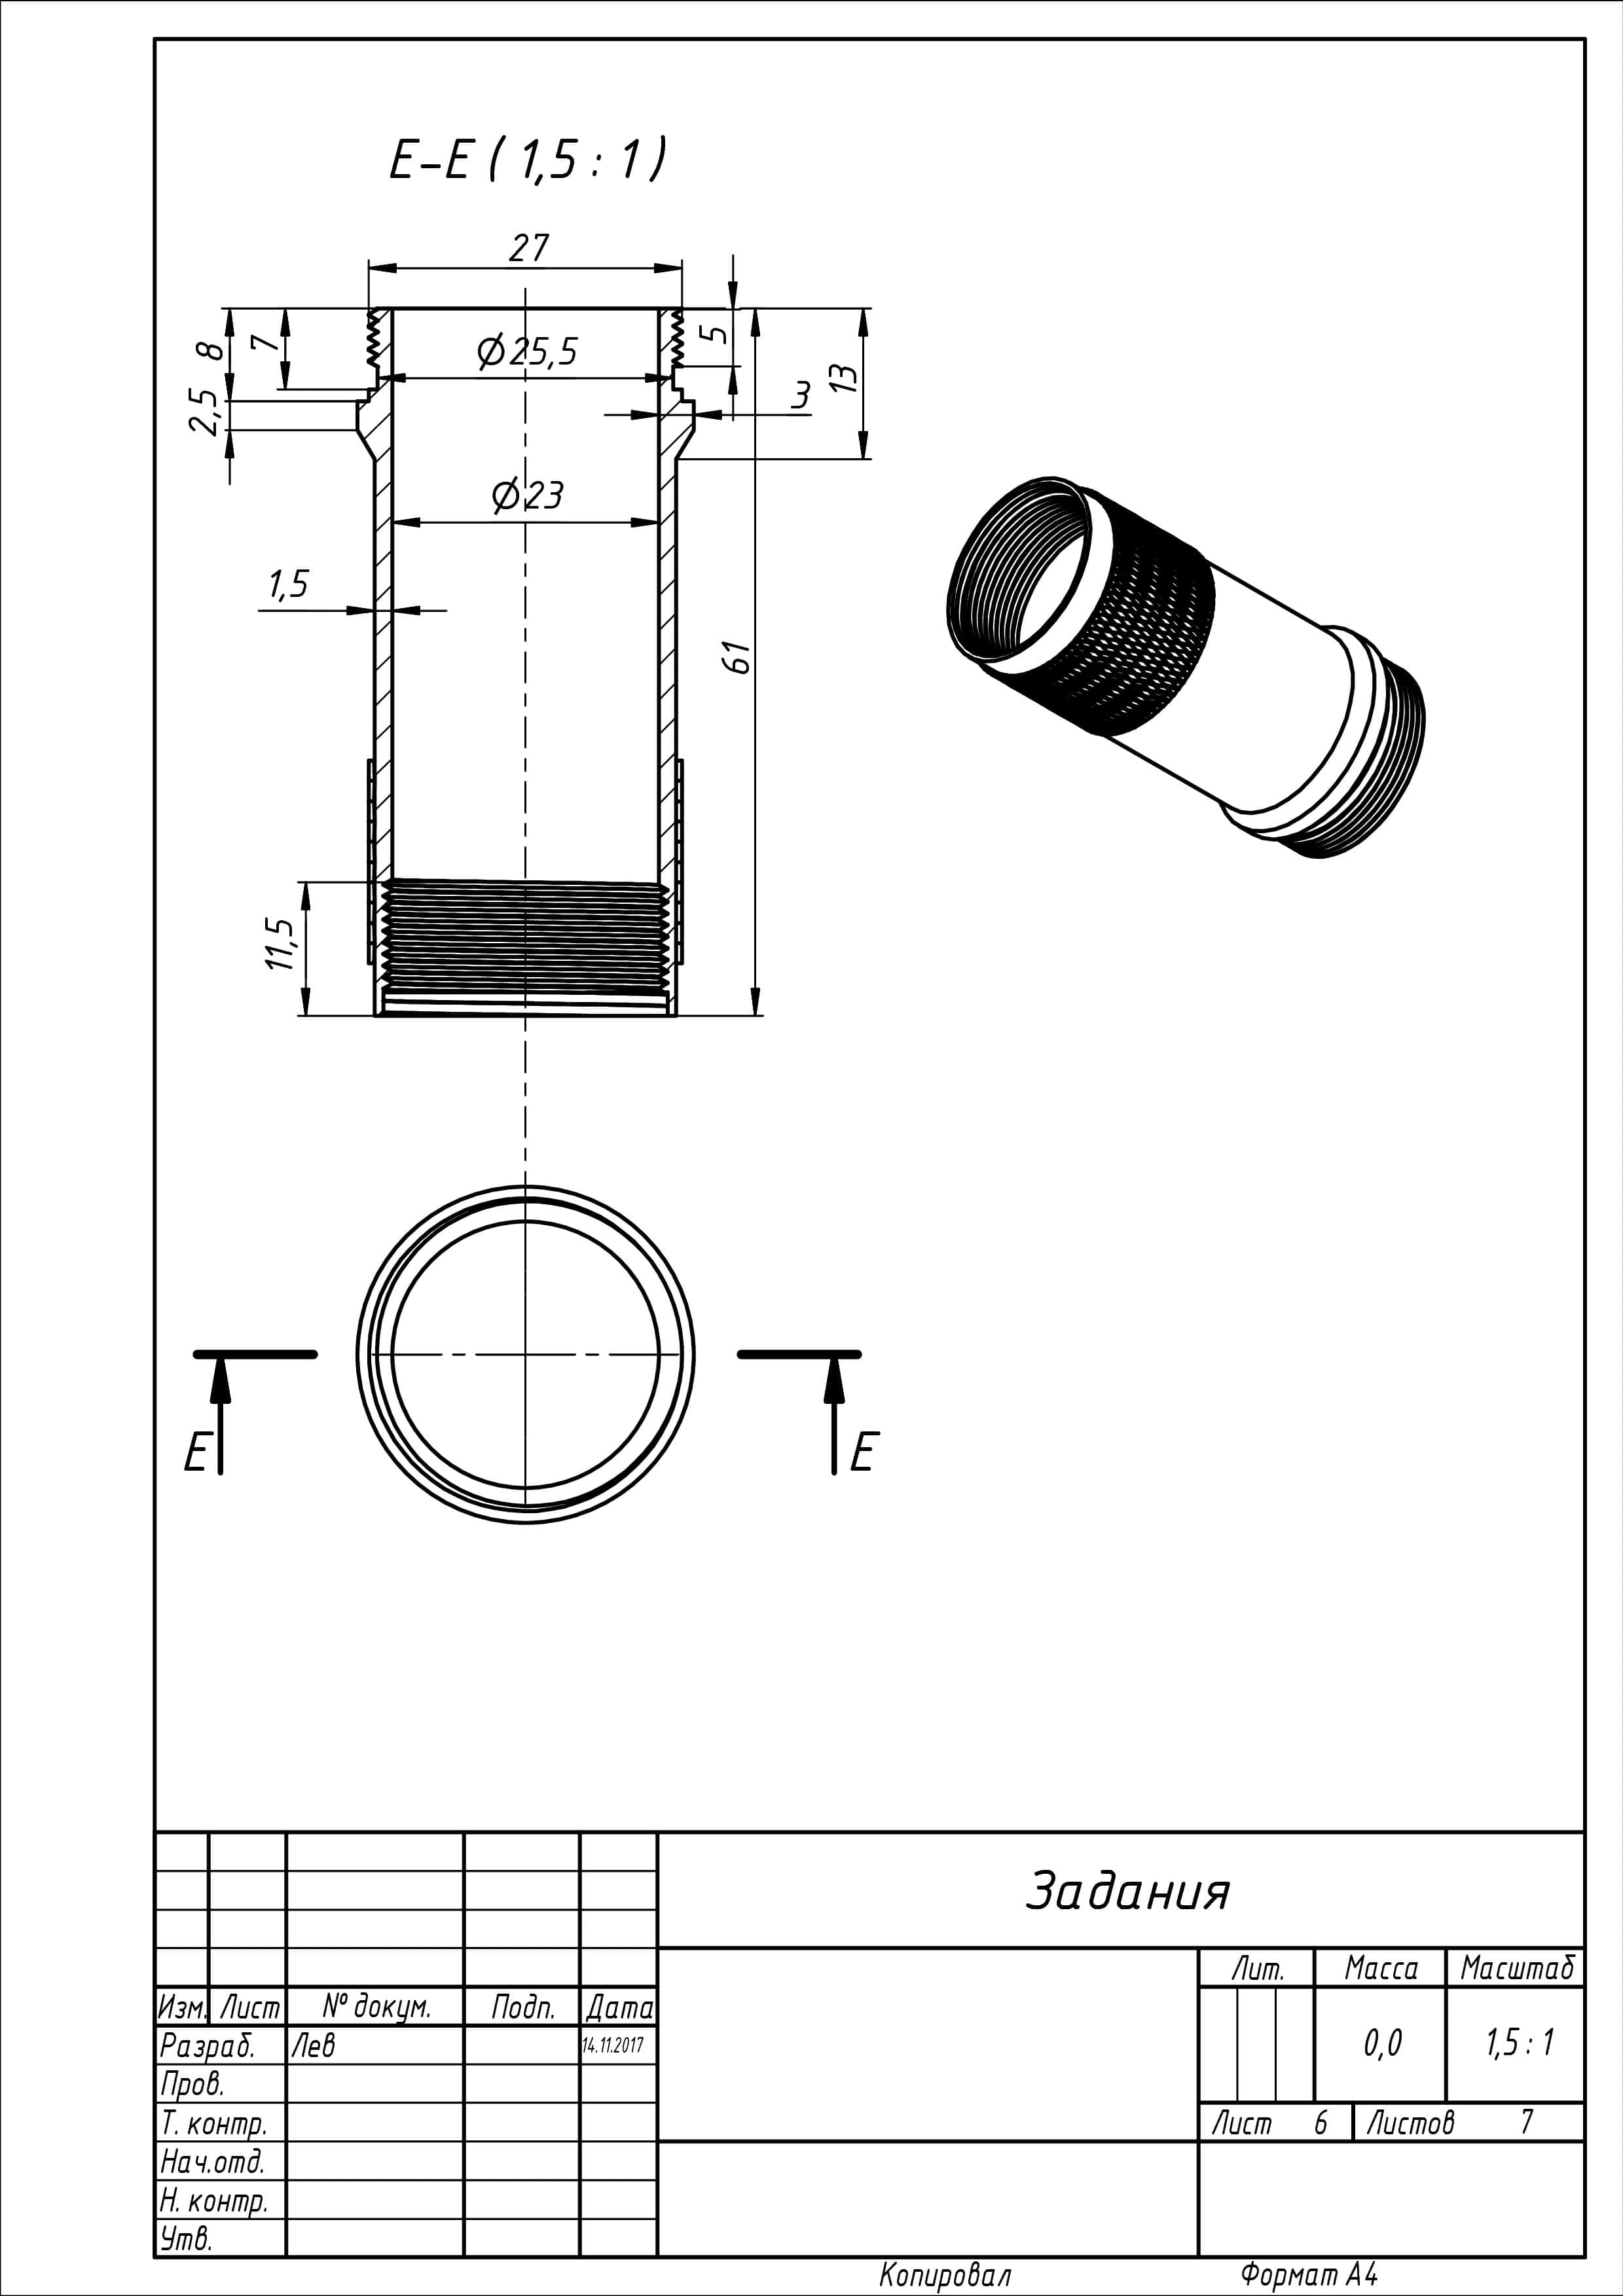 E-E ( 1,5 : 1 )
27
8
7
⌀25,5
5
2,5
3
13
⌀23
1,5
61
11,5
E
E
Задания
Лит.
Масса
Масштаб
Изм.
Лист
№ докум.
Подп.
Дата
Разраб.
Лев
14.11.2017
0,0
1,5 : 1
Пров.
Т. контр.
Лист 6
Листов 7
Нач.отд.
Н. контр.
Утв.
Копировал
Формат А4